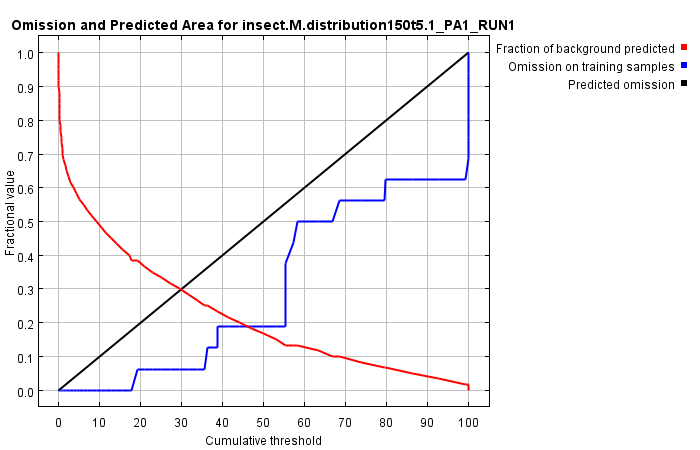 Omission and Predicted Area for insect.M.distribution150t5.1_PA1_RUN1
Fraction of background predicted
Omission on training samples
Predicted omission
Fractional value
1.0
0.9
0.8
0.7
0.6
0.5
0.4
0.3
0.2
0.1
0.0
0 10 20 30 40 50 60 70 80 90 100
Cumulative threshold